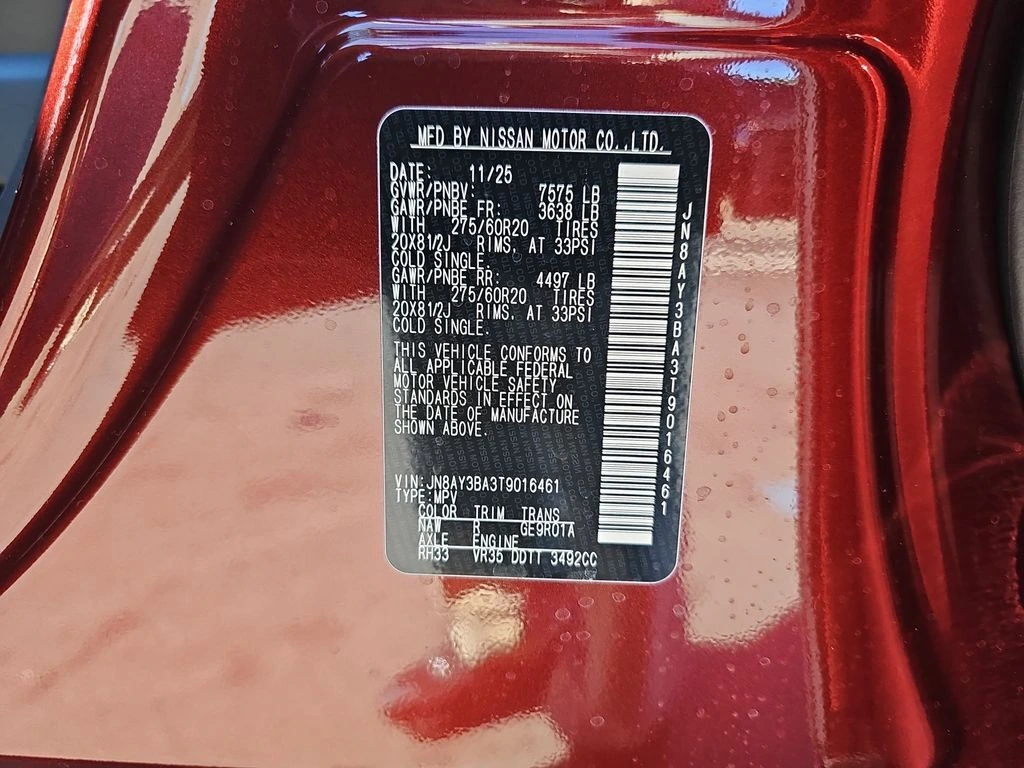 MFD BY NISSAN MOTOR CO.,LTD.
DATE: 11/25
GVWR/PNBV: 7575 LB
GAWR/PNBE FR: 3638 LB
WITH 275/60R20 TIRES
20X81/2J RIMS. AT 33PSI
COLD SINGLE.
GAWR/PNBE RR: 4497 LB
WITH 275/60R20 TIRES
20X81/2J RIMS. AT 33PSI
COLD SINGLE.
THIS VEHICLE CONFORMS TO
ALL APPLICABLE FEDERAL
MOTOR VEHICLE SAFETY
STANDARDS IN EFFECT ON
THE DATE OF MANUFACTURE
SHOWN ABOVE.
VIN:JN8AY3BA3T9016461
TYPE:MPV
COLOR TRIM TRANS
NAW R GE9R01A
AXLE ENGINE
RH33 VR35 DDTT 3492CC
JN8AY3BA3T9016461